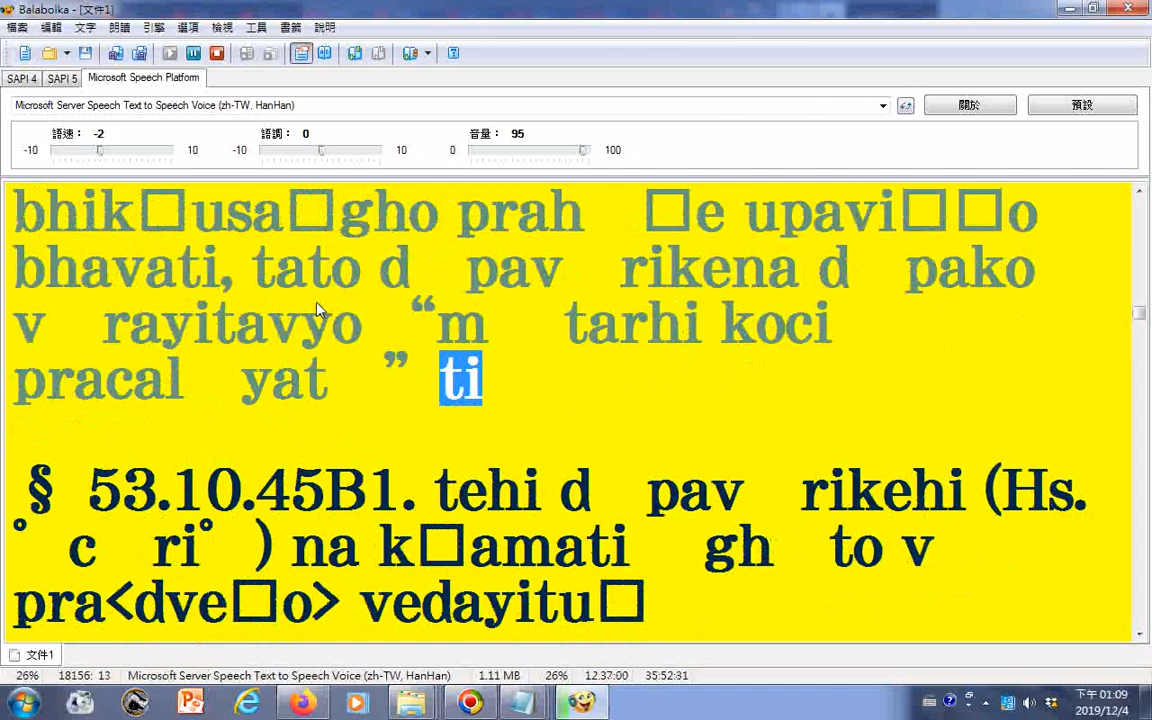 Balabolka - [文件1]
檔案 編輯 文字 朗讀 引擎 選項 檢視 工具 書籤 說明
SAPI 4 SAPI 5 Microsoft Speech Platform
Microsoft Server Speech Text to Speech Voice (zh-TW, HanHan) 關於 預設
語速： -2 語調： 0 音量： 95
-10 10 -10 10 0 100
bhik□usa□gho prah □e upavi□□o
bhavati, tato d pav rikena d pako
v rayitavyo “m tarhi koci
pracal yat ” ti
§ 53.10.45B1. tehi d pav rikehi (Hs.
° c ri° ) na k□amati gh to v
pra<dve□o> vedayitu□
文件1
26% 18156: 13 Microsoft Server Speech Text to Speech Voice (zh-TW, HanHan) 1.11 MB 26% 12.37:00 35:52:31
下午 01:09
2019/12/4